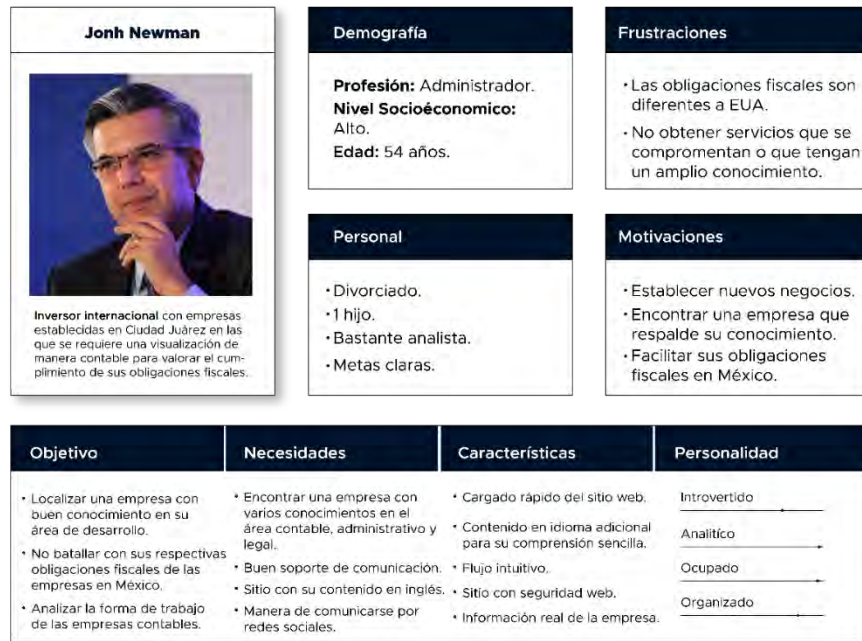 Jonh Newman
Inversor internacional con empresas
establecidas en Ciudad Juárez en las
que se requiere una visualización de
manera contable para valorar el cum-
plimiento de sus obligaciones fiscales.
Demografía
Profesión: Administrador.
Nivel Socioéconomico:
Alto.
Edad: 54 años.
Frustraciones
• Las obligaciones fiscales son
diferentes a EUA.
• No obtener servicios que se
compromentan o que tengan
un amplio conocimiento.
Personal
• Divorciado.
• 1 hijo.
• Bastante analista.
• Metas claras.
Motivaciones
• Establecer nuevos negocios.
• Encontrar una empresa que
respalde su conocimiento.
• Facilitar sus obligaciones
fiscales en México.
Objetivo
• Localizar una empresa con
buen conocimiento en su
área de desarrollo.
• No batallar con sus respectivas
obligaciones fiscales de las
empresas en México.
• Analizar la forma de trabajo
de las empresas contables.
Necesidades
• Encontrar una empresa con
varios conocimientos en el
área contable, administrativo y
legal.
• Buen soporte de comunicación.
• Sitio con su contenido en inglés.
• Manera de comunicarse por
redes sociales.
Características
• Cargado rápido del sitio web.
• Contenido en idioma adicional
para su comprensión sencilla.
• Flujo intuitivo.
• Sitio con seguridad web.
• Información real de la empresa.
Personalidad
Introvertido
Analitíco
Ocupado
Organizado